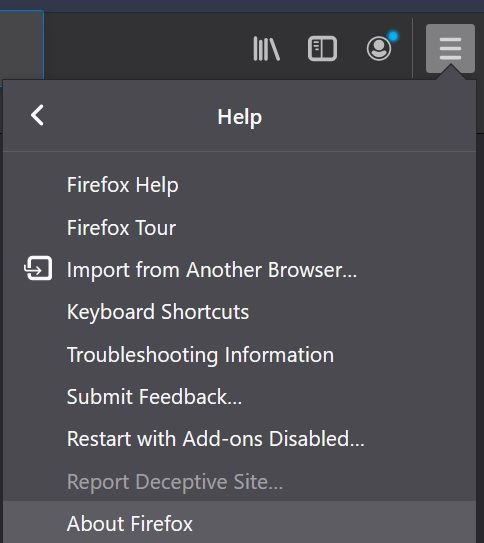 Help
Firefox Help
Firefox Tour
Import from Another Browser...
Keyboard Shortcuts
Troubleshooting Information
Submit Feedback...
Restart with Add-ons Disabled...
Report Deceptive Site...
About Firefox